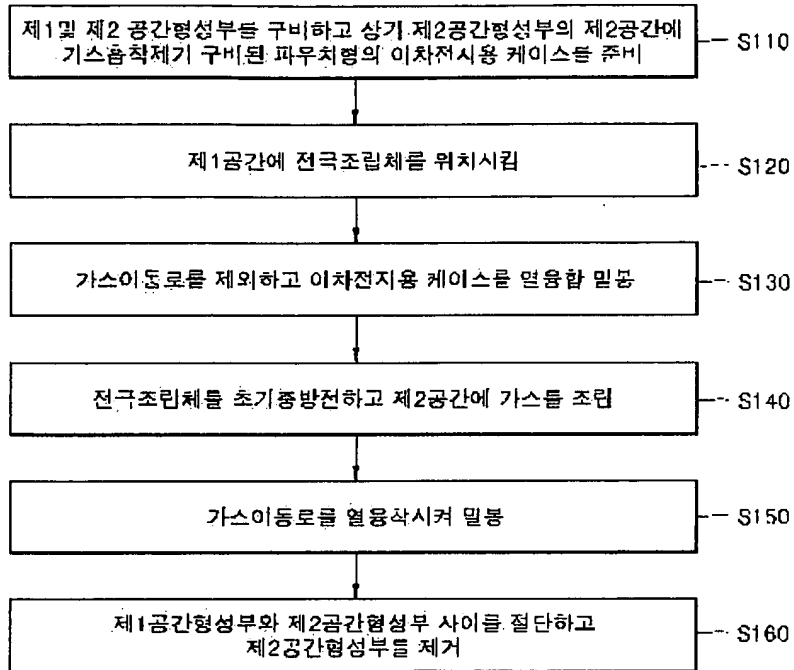 제1및 제2 공간형성부를 구비하고 상기 제2공간형성부의 제2공간에
가스흡착제가 구비된 파우치형의 이차전지용 케이스를 준비
S110
제1공간에 전극조립체를 위치시킴
S120
가스이동로를 제외하고 이차전지용 케이스를 열융합 밀봉
S130
전극조립체를 초기충방전하고 제2공간에 가스를 조립
S140
가스이동로를 열융착시켜 밀봉
S150
제1공간형성부와 제2공간형성부 사이를 절단하고
제2공간형성부를 제거
S160